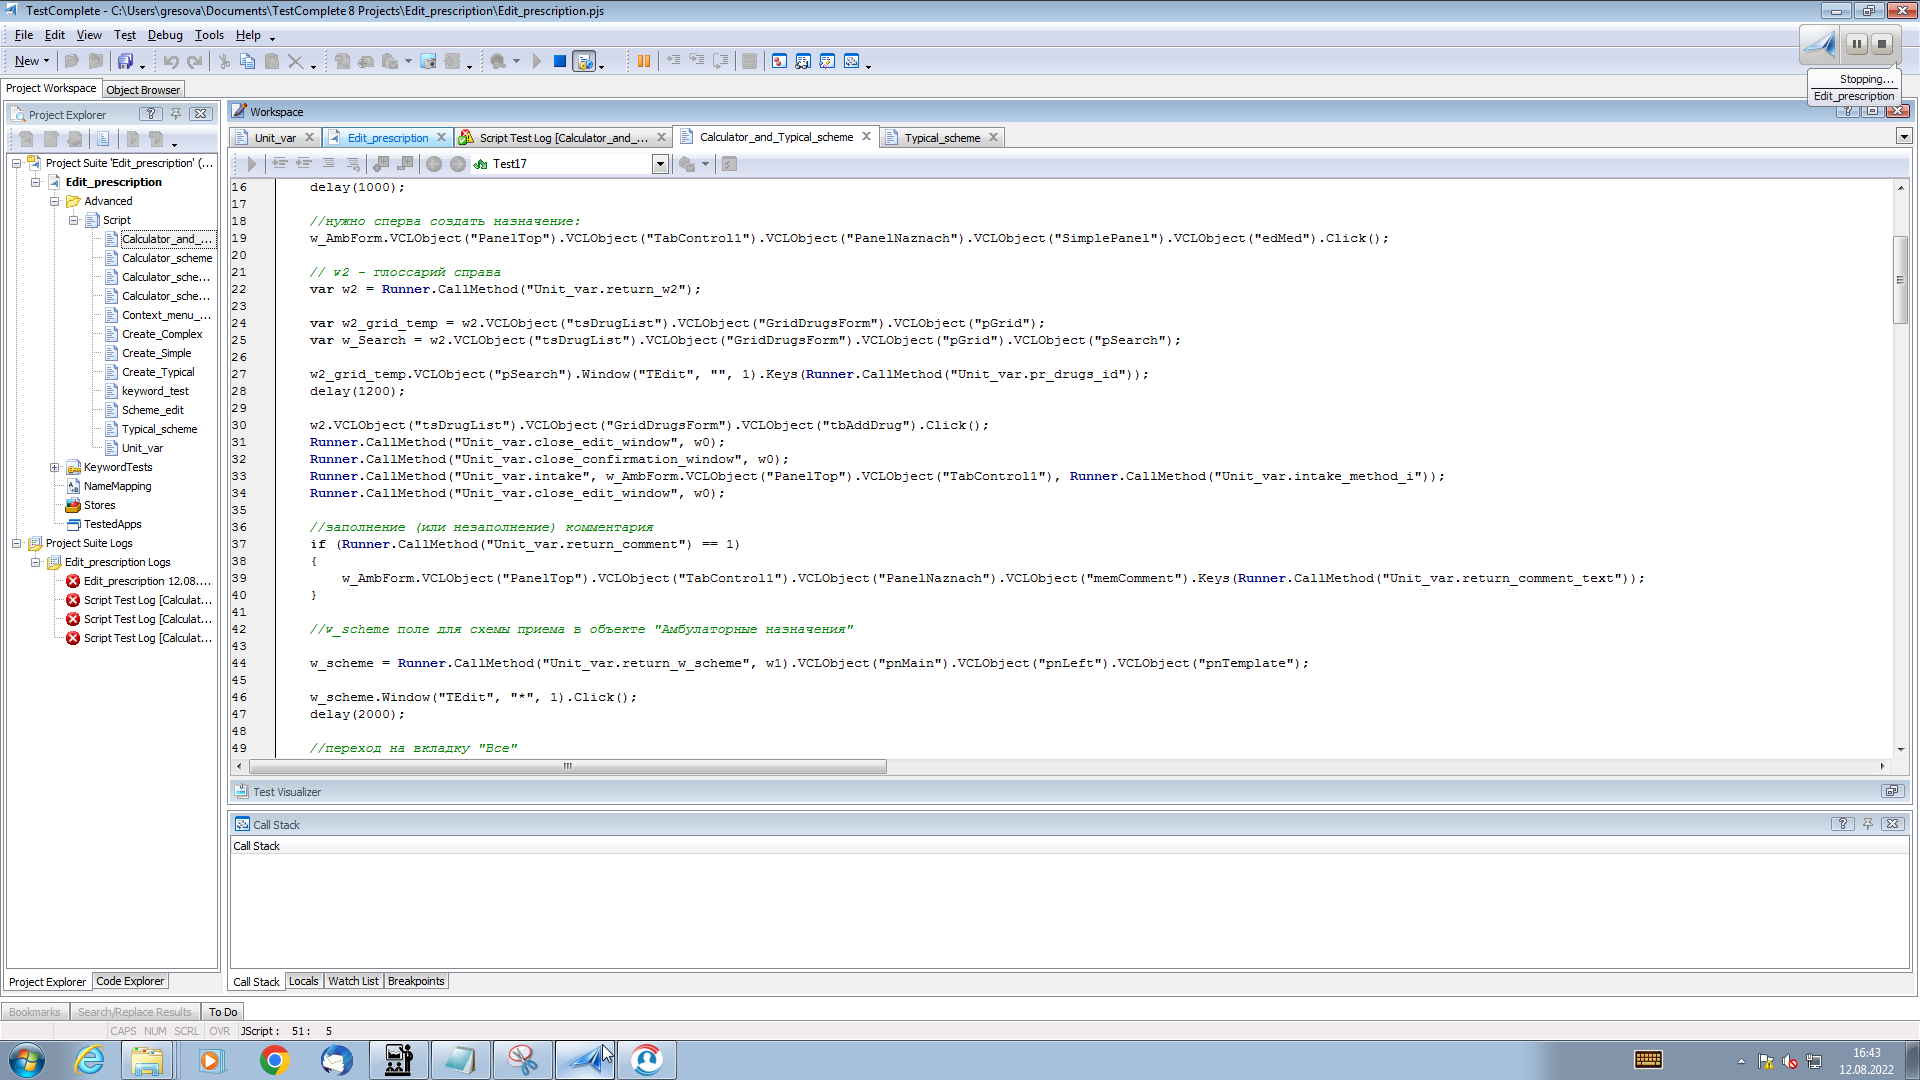 TestComplete - C:\Users\gresova\Documents\TestComplete 8 Projects\Edit_prescription\Edit_prescription.pjs
File Edit View Test Debug Tools Help
New
Stopping...
Edit_prescription
Project Workspace Object Browser
Project Explorer
Workspace
Unit_var Edit_prescription Script Test Log [Calculator_and_... Calculator_and_Typical_scheme Typical_scheme
Test17
Project Suite 'Edit_prescription' (...
Edit_prescription
Advanced
Script
Calculator_and_...
Calculator_scheme
Calculator_sche...
Calculator_sche...
Context_menu_...
Create_Complex
Create_Simple
Create_Typical
keyword_test
Scheme_edit
Typical_scheme
Unit_var
KeywordTests
NameMapping
Stores
TestedApps
Project Suite Logs
Edit_prescription Logs
Edit_prescription 12.08....
Script Test Log [Calculat...
Script Test Log [Calculat...
Script Test Log [Calculat...
Project Explorer Code Explorer
16 delay(1000);
17
18 //нужно сперва создать назначение:
19 w_AmbForm.VCLObject("PanelTop").VCLObject("TabControl1").VCLObject("PanelNaznach").VCLObject("SimplePanel").VCLObject("edMed").Click();
20
21 // w2 - глоссарий справа
22 var w2 = Runner.CallMethod("Unit_var.return_w2");
23
24 var w2_grid_temp = w2.VCLObject("tsDrugList").VCLObject("GridDrugsForm").VCLObject("pGrid");
25 var w_Search = w2.VCLObject("tsDrugList").VCLObject("GridDrugsForm").VCLObject("pGrid").VCLObject("pSearch");
26
27 w2_grid_temp.VCLObject("pSearch").Window("TEdit", "", 1).Keys(Runner.CallMethod("Unit_var.pr_drugs_id"));
28 delay(1200);
29
30 w2.VCLObject("tsDrugList").VCLObject("GridDrugsForm").VCLObject("tbAddDrug").Click();
31 Runner.CallMethod("Unit_var.close_edit_window", w0);
32 Runner.CallMethod("Unit_var.close_confirmation_window", w0);
33 Runner.CallMethod("Unit_var.intake", w_AmbForm.VCLObject("PanelTop").VCLObject("TabControl1"), Runner.CallMethod("Unit_var.intake_method_i"));
34 Runner.CallMethod("Unit_var.close_edit_window", w0);
35
36 //заполнение (или незаполнение) комментария
37 if (Runner.CallMethod("Unit_var.return_comment") == 1)
38 {
39 w_AmbForm.VCLObject("PanelTop").VCLObject("TabControl1").VCLObject("PanelNaznach").VCLObject("memComment").Keys(Runner.CallMethod("Unit_var.return_comment_text"));
40 }
41
42 //w_scheme поле для схемы приема в объекте "Амбулаторные назначения"
43
44 w_scheme = Runner.CallMethod("Unit_var.return_w_scheme", w1).VCLObject("pnMain").VCLObject("pnLeft").VCLObject("pnTemplate");
45
46 w_scheme.Window("TEdit", "*", 1).Click();
47 delay(2000);
48
49 //переход на вкладку "Все"
Test Visualizer
Call Stack
Call Stack
Call Stack Locals Watch List Breakpoints
Bookmarks Search/Replace Results To Do
CAPS NUM SCRL OVR JScript : 51 : 5
16:43
12.08.2022